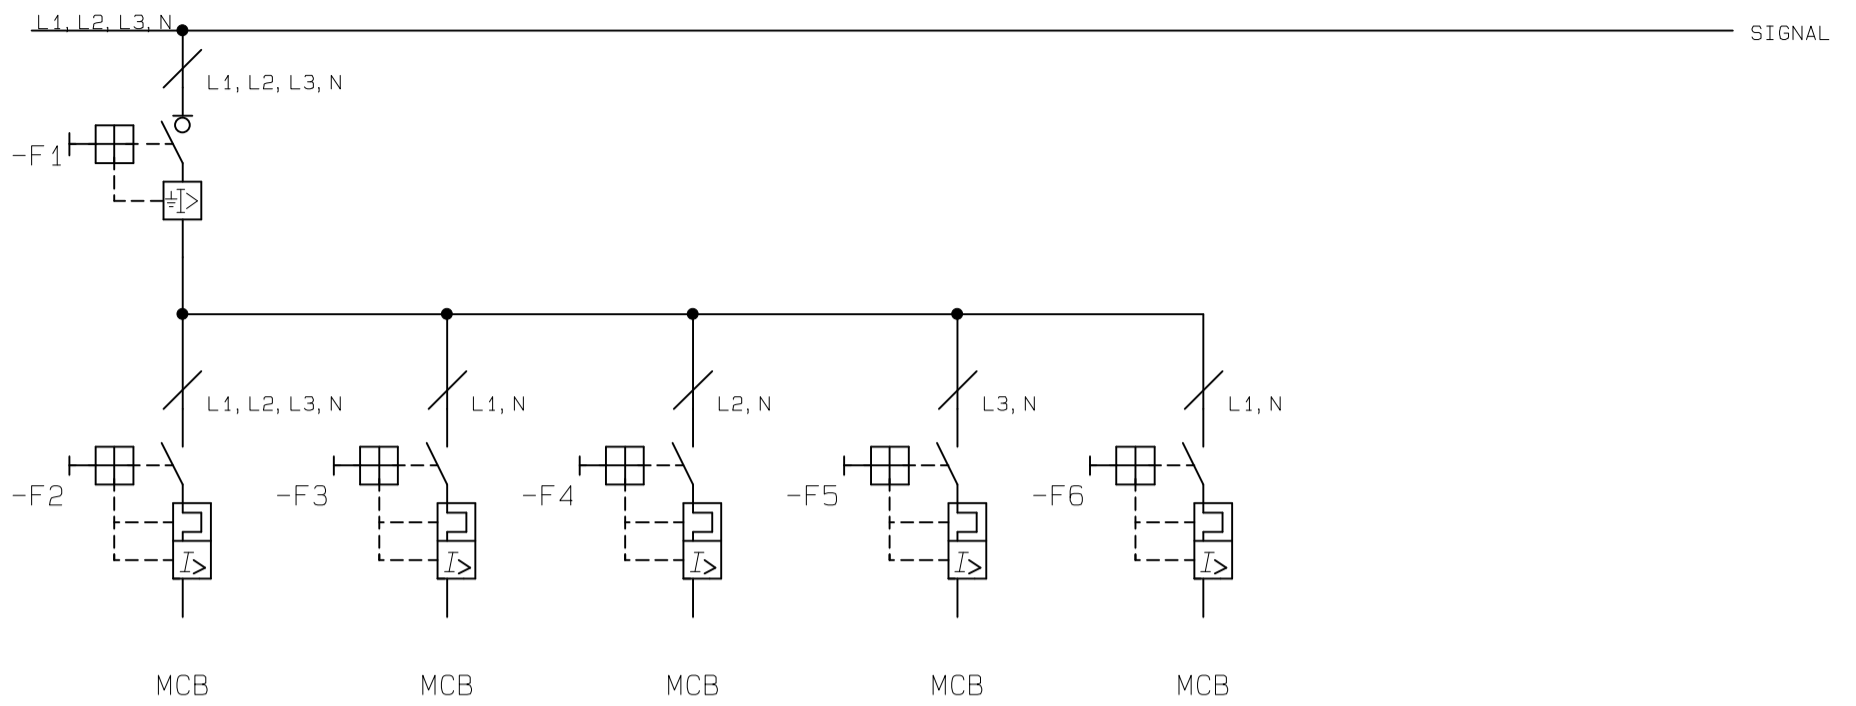 L1, L2, L3, N
SIGNAL
L1, L2, L3, N
-F1
I>
L1, L2, L3, N
L1, N
L2, N
L3, N
L1, N
-F2
-F3
-F4
-F5
-F6
I>
I>
I>
I>
I>
MCB
MCB
MCB
MCB
MCB